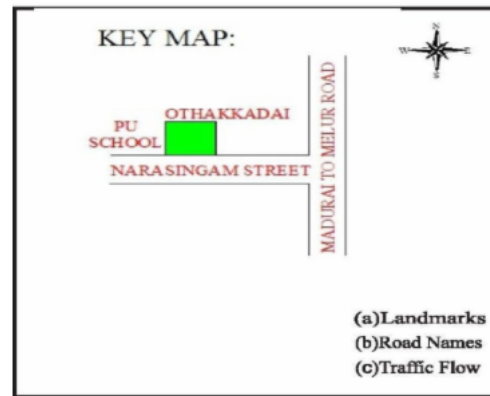 KEY MAP:
N
W E
S
OTHAKKADAI
PU
SCHOOL
NARASINGAM STREET
MADURAI TO MELUR ROAD
(a)Landmarks
(b)Road Names
(c)Traffic Flow